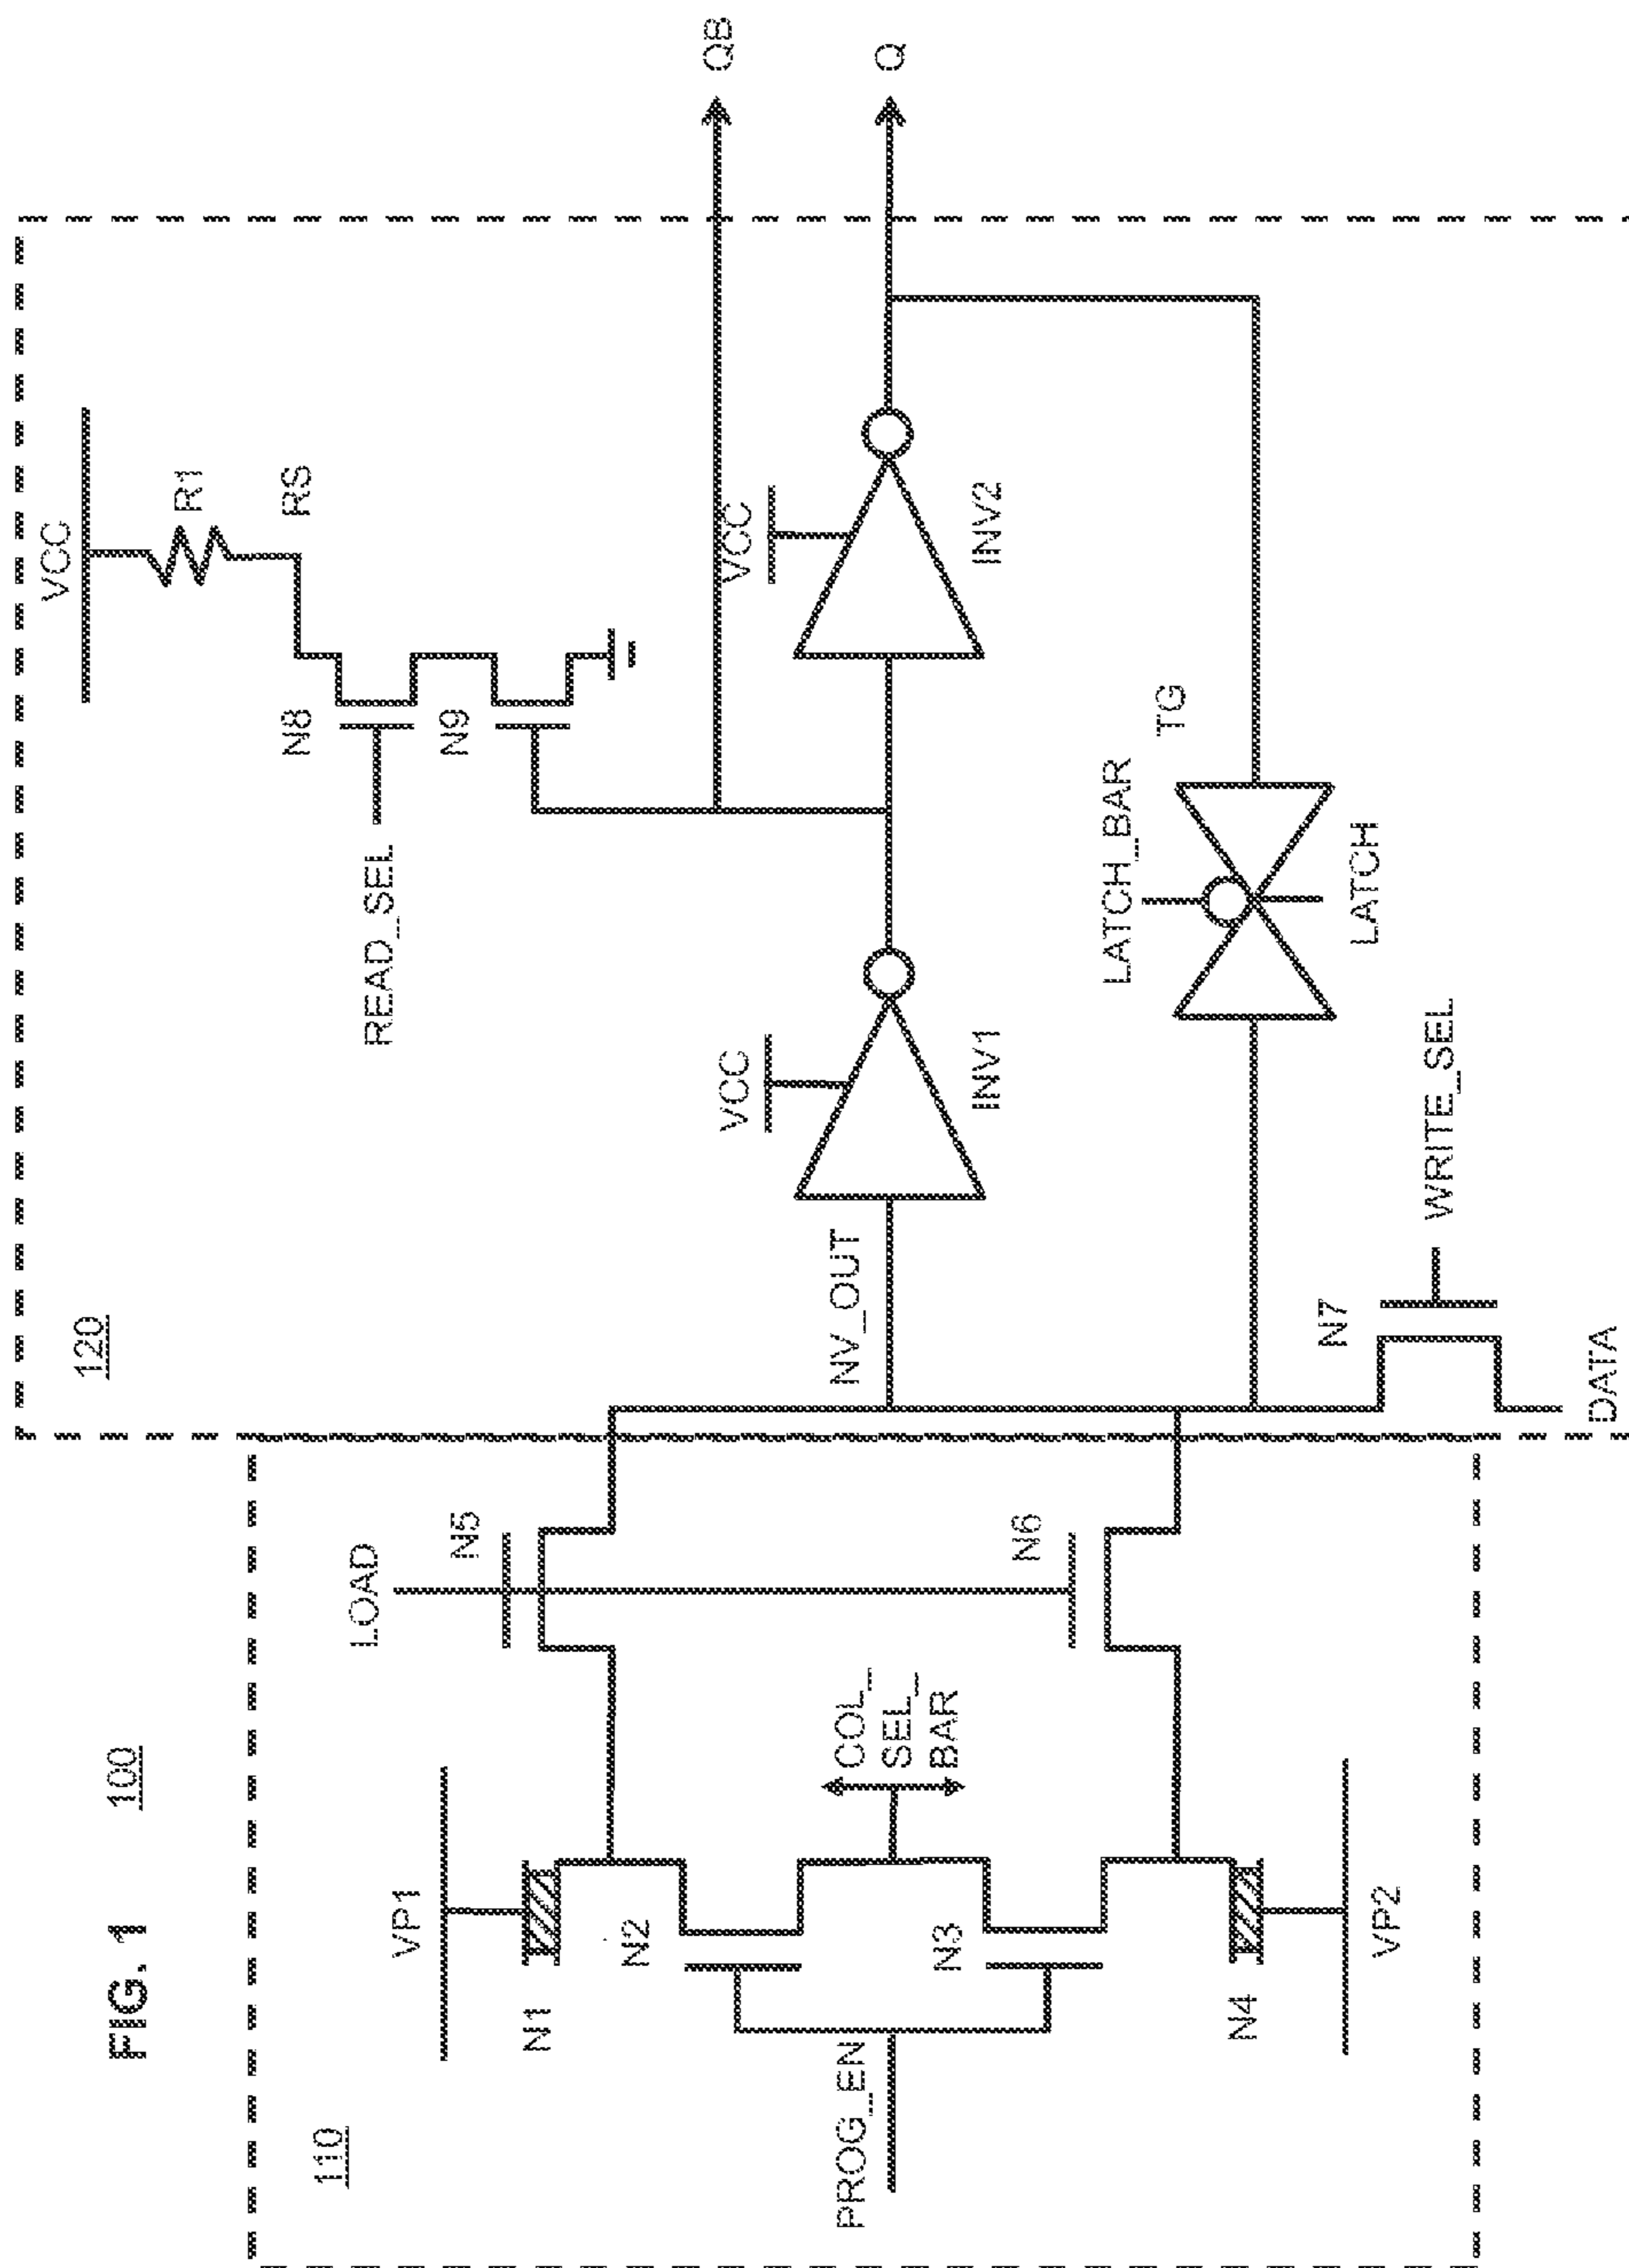 FIG. 1
100
110
120
VP1
N1
N2
PROG_EN
N3
N4
VP2
COL_
SEL_
BAR
LOAD
N5
N6
NV_OUT
VCC
INV1
READ_SEL
N8
N9
VCC
R1
RS
VCC
INV2
QB
Q
LATCH_BAR
TG
LATCH
N7
WRITE_SEL
DATA